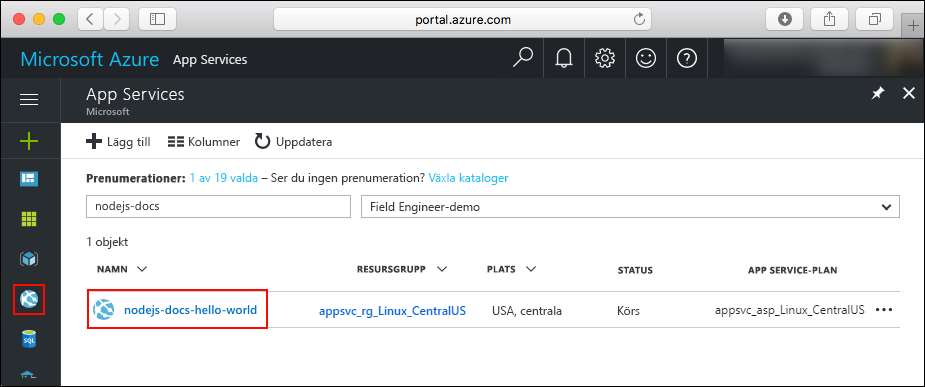 portal.azure.com
Microsoft Azure App Services
App Services
Microsoft
Lägg till Kolumner Uppdatera
Prenumerationer: 1 av 19 valda – Ser du ingen prenumeration? Växla kataloger
nodejs-docs Field Engineer-demo
1 objekt
NAMN RESURSGRUPP PLATS STATUS APP SERVICE-PLAN
nodejs-docs-hello-world appsvc_rg_Linux_CentralUS USA, centrala Körs appsvc_asp_Linux_CentralUS
SQL